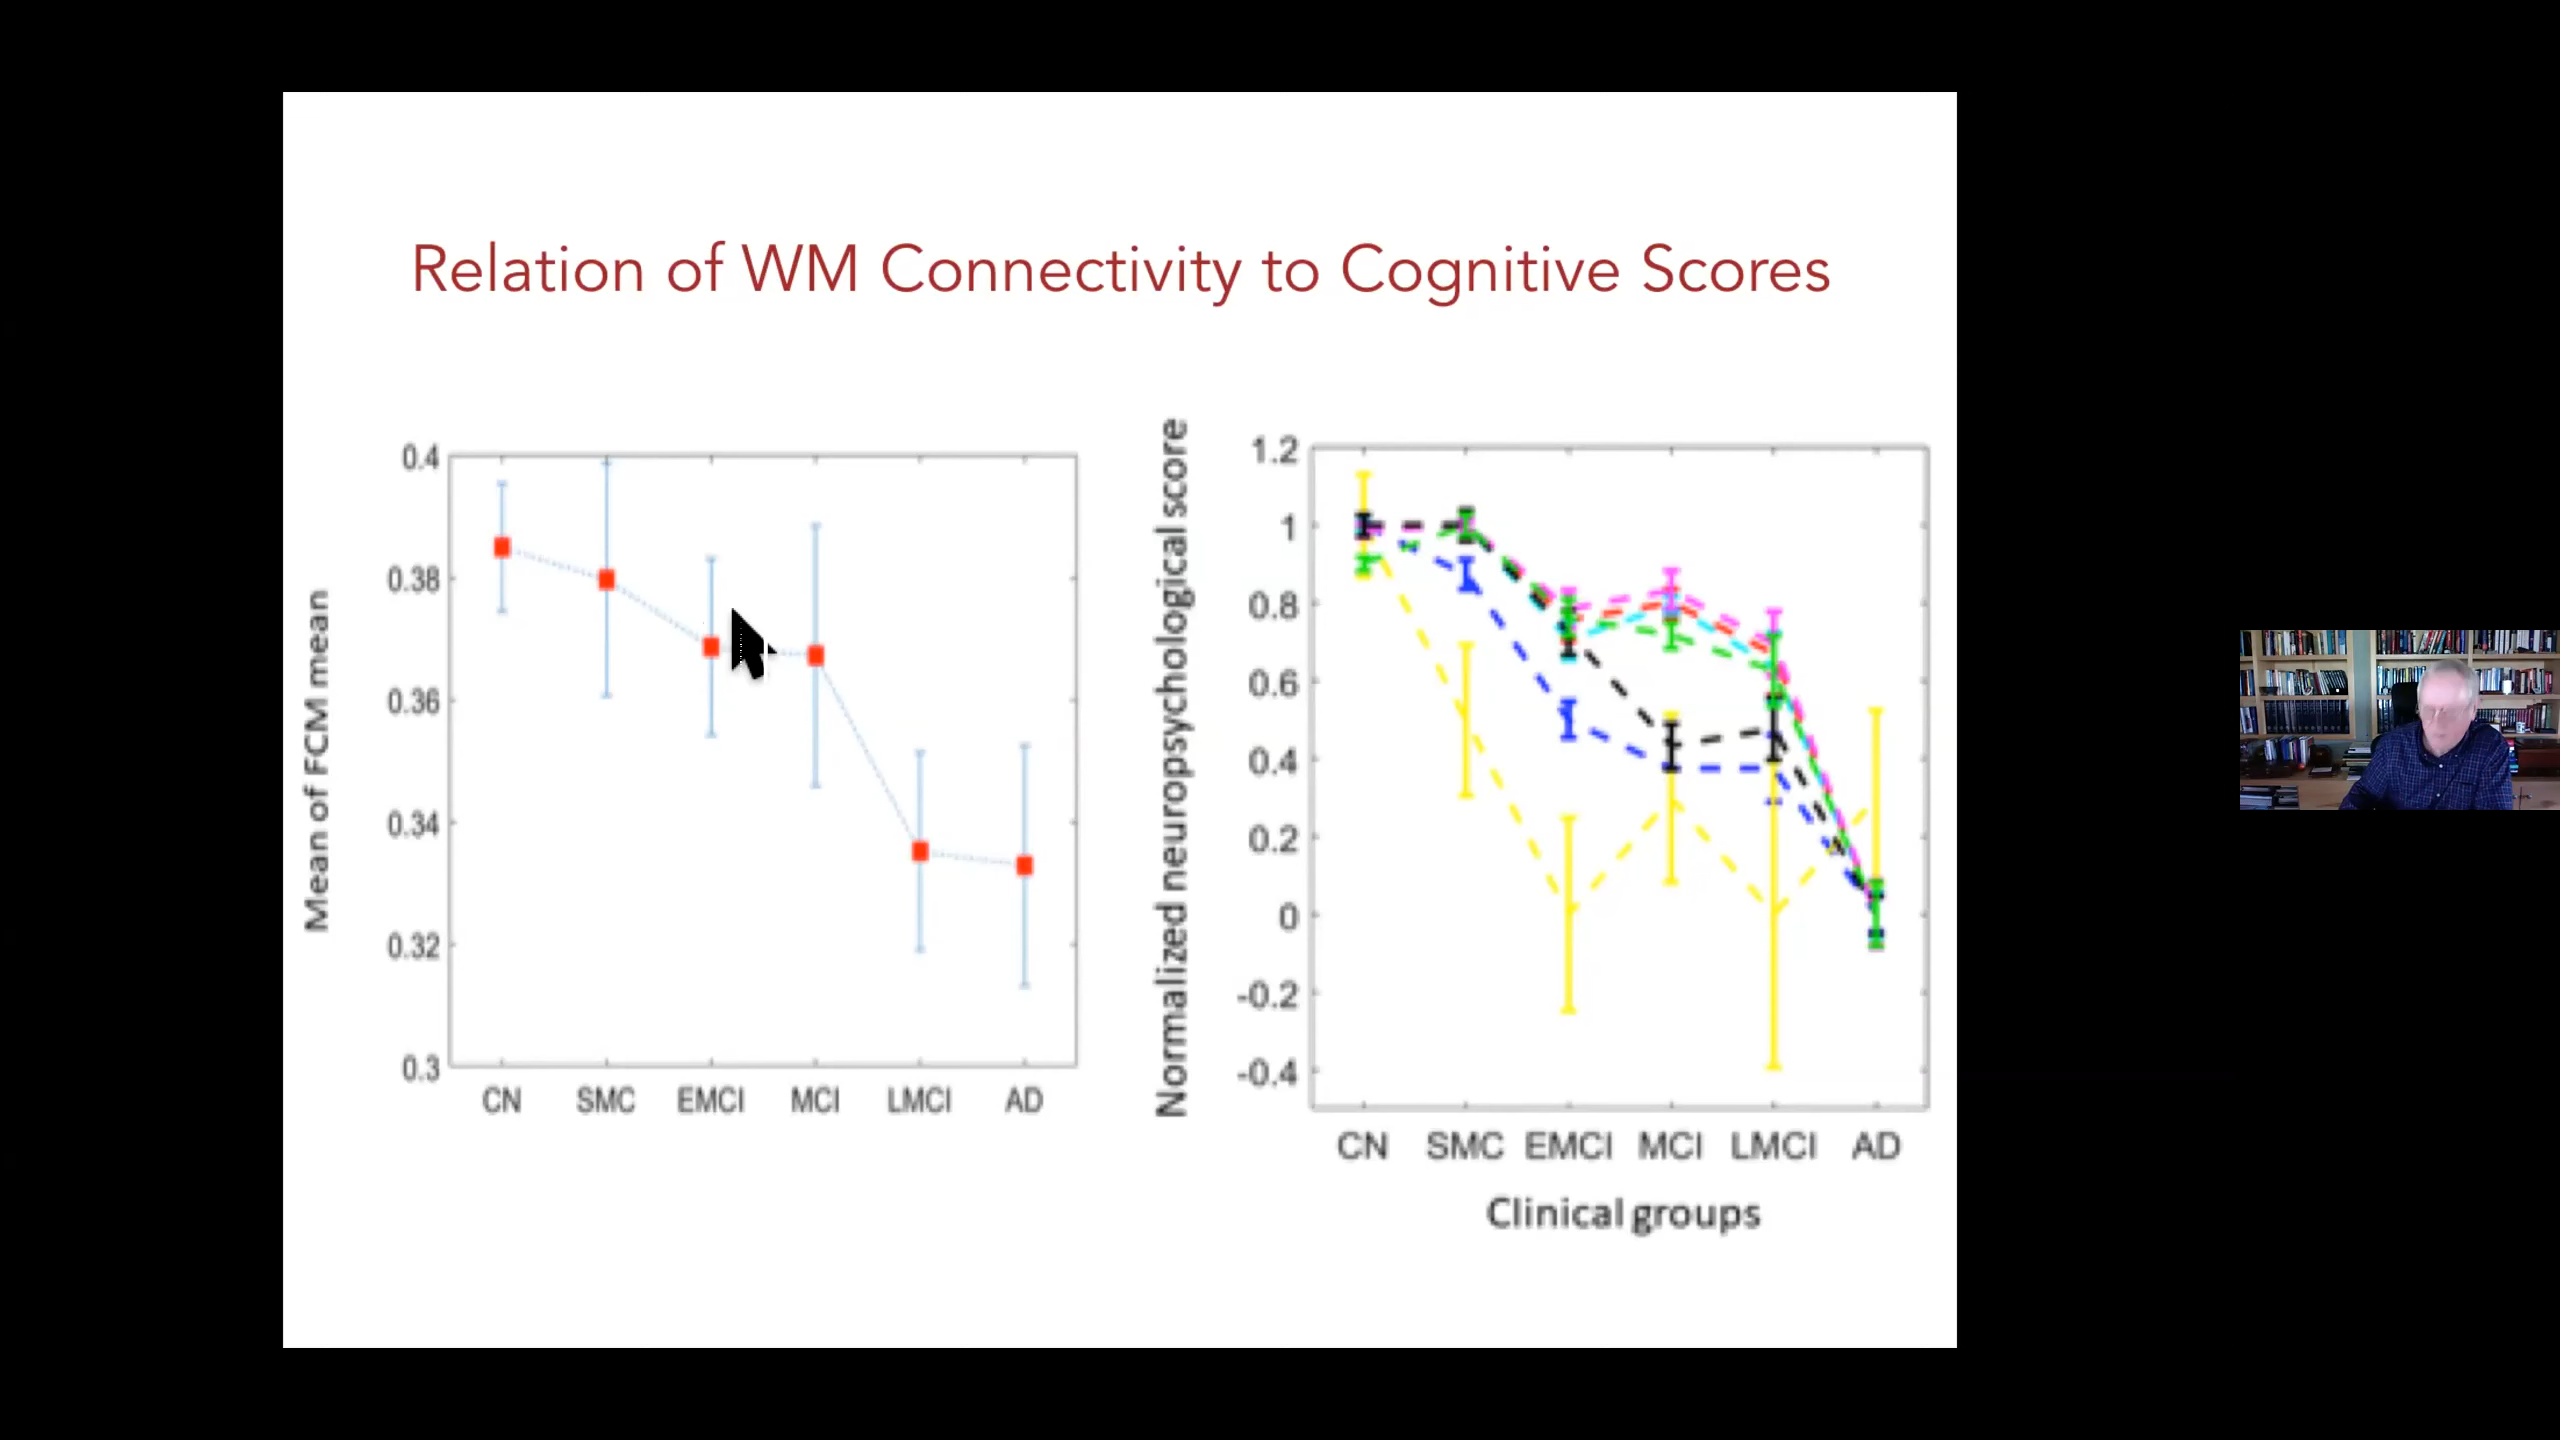 Relation of WM Connectivity to Cognitive Scores
Mean of FCM mean
0.4
0.38
0.36
0.34
0.32
0.3
CN SMC EMCI MCI LMCI AD
Normalized neuropsychological score
1.2
1
0.8
0.6
0.4
0.2
0
-0.2
-0.4
CN SMC EMCI MCI LMCI AD
Clinical groups